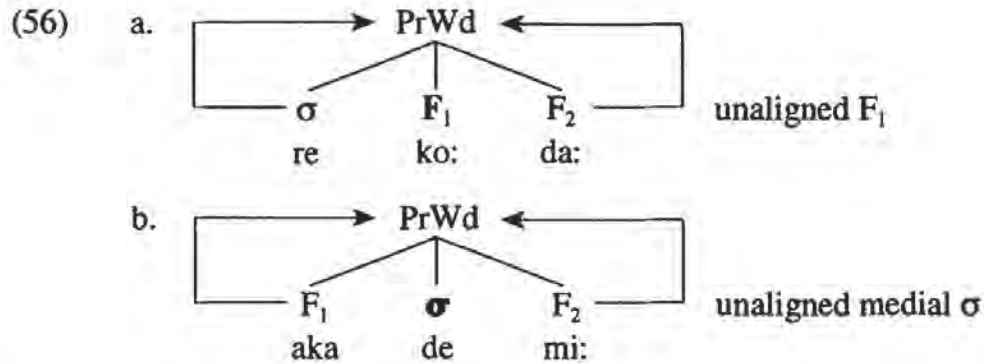 (56) a. PrWd
σ F₁ F₂ unaligned F₁
re ko: da:
b. PrWd
F₁ σ F₂ unaligned medial σ
aka de mi: